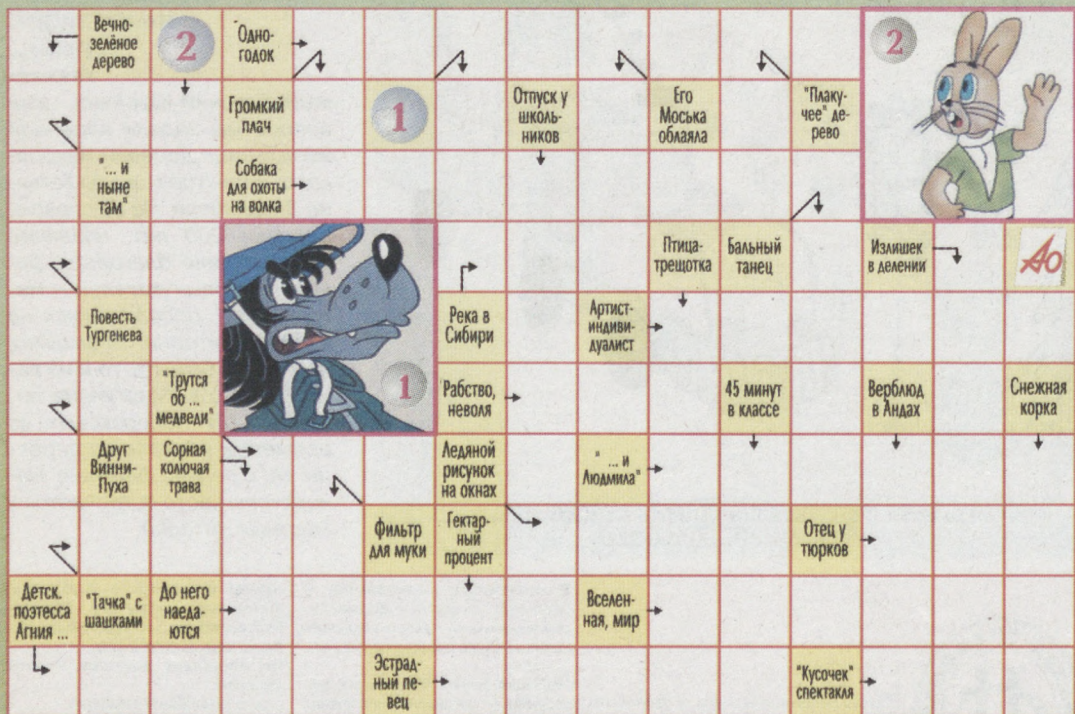 Вечно-
зелёное
дерево
2
Одно-
годок
2
Громкий
плач
1
Отпуск у
школь-
ников
Его
Моська
облаяла
"Плаку-
чее" де-
рево
"... и
ныне
там"
Собака
для охоты
на волка
Птица-
трещотка
Бальный
танец
Излишек
в делении
Ао
Повесть
Тургенева
Река в
Сибири
Артист-
индиви-
дуалист
"Трутся
об ...
медведи"
1
Рабство,
неволя
45 минут
в классе
Верблюд
в Андах
Снежная
корка
Друг
Винни-
Пуха
Сорная
колючая
трава
Ледяной
рисунок
на окнах
" ... и
Людмила"
Фильтр
для муки
Гектар-
ный
процент
Отец у
тюрков
Детск.
поэтесса
Агния ...
"Тачка" с
шашками
До него
наеда-
ются
Вселен-
ная, мир
Эстрад-
ный пе-
вец
"Кусочек"
спектакля